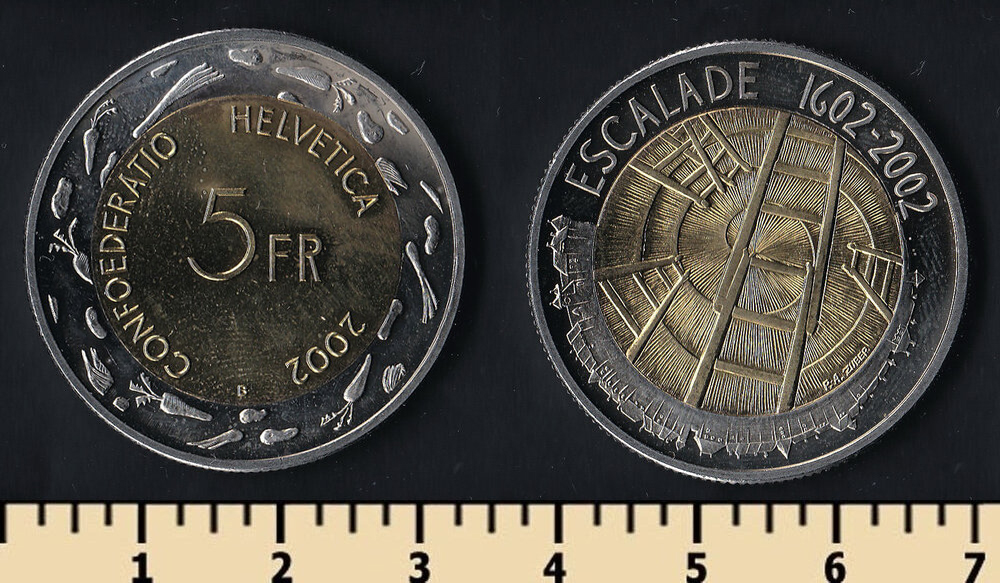 CONFOEDERATIO HELVETICA 2002
5 FR
B
ESCALADE 1602-2002
P.-A. ZUBER
1 2 3 4 5 6 7